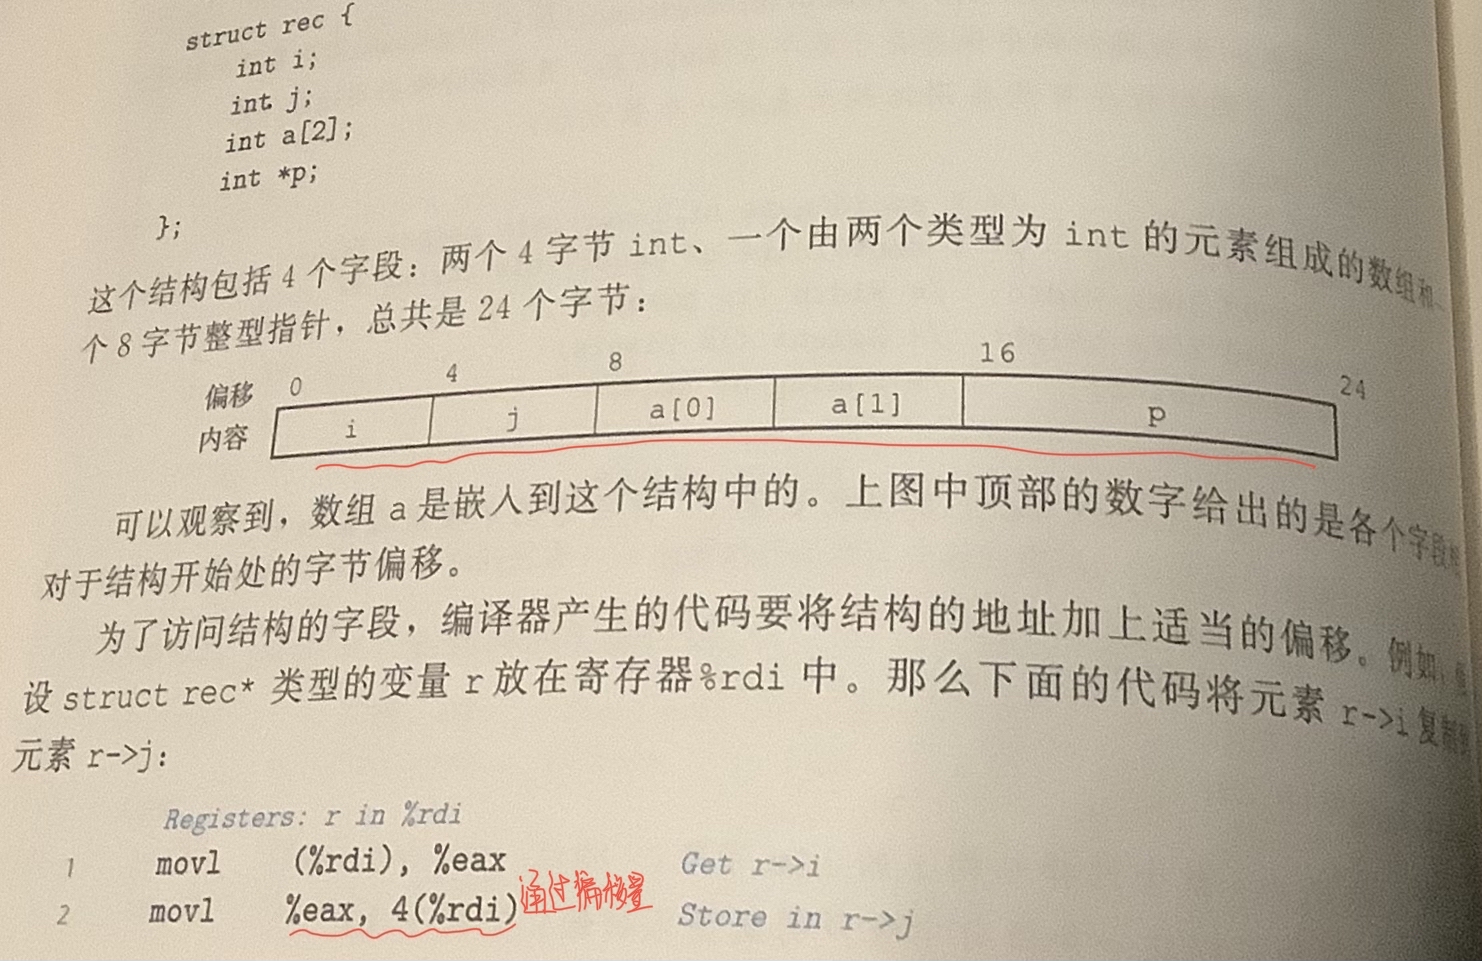 struct rec {
int i;
int j;
int a[2];
int *p;
};
这个结构包括 4 个字段：两个 4 字节 int、一个由两个类型为 int 的元素组成的数组和一
个 8 字节整型指针，总共是 24 个字节：
偏移 0 4 8 16 24
内容 i j a[0] a[1] p
可以观察到，数组 a 是嵌入到这个结构中的。上图中顶部的数字给出的是各个字段
对于结构开始处的字节偏移。
为了访问结构的字段，编译器产生的代码要将结构的地址加上适当的偏移。例如，
设 struct rec* 类型的变量 r 放在寄存器%rdi 中。那么下面的代码将元素 r->i 复制
元素 r->j：
Registers: r in %rdi
1 movl (%rdi), %eax Get r->i
2 movl %eax, 4(%rdi) 通过偏移量 Store in r->j